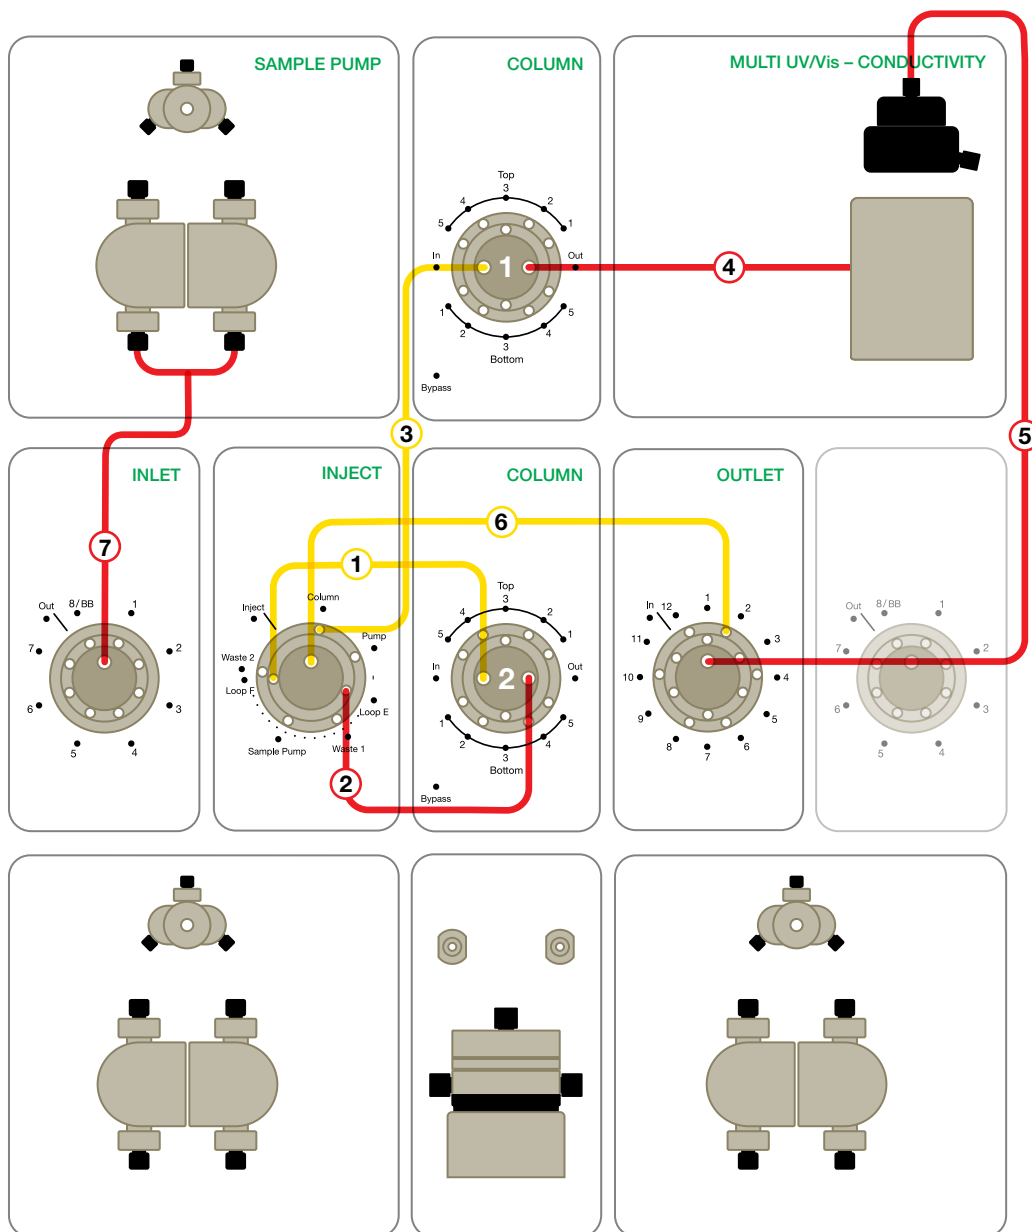 SAMPLE PUMP
COLUMN
MULTI UV/Vis – CONDUCTIVITY
Top
3
4
2
5
1
In
1
Out
4
1
5
2
4
3
Bottom
Bypass
3
5
INLET
INJECT
COLUMN
OUTLET
6
7
1
Out
8/BB
1
7
2
6
3
5
4
Inject
Column
Pump
Waste 2
Loop F
Loop E
Sample Pump
Waste 1
2
Top
3
4
2
5
1
In
2
Out
1
5
2
4
3
Bottom
Bypass
In
12
1
2
11
3
10
4
9
5
8
6
7
Out
8/BB
1
7
2
6
3
5
4